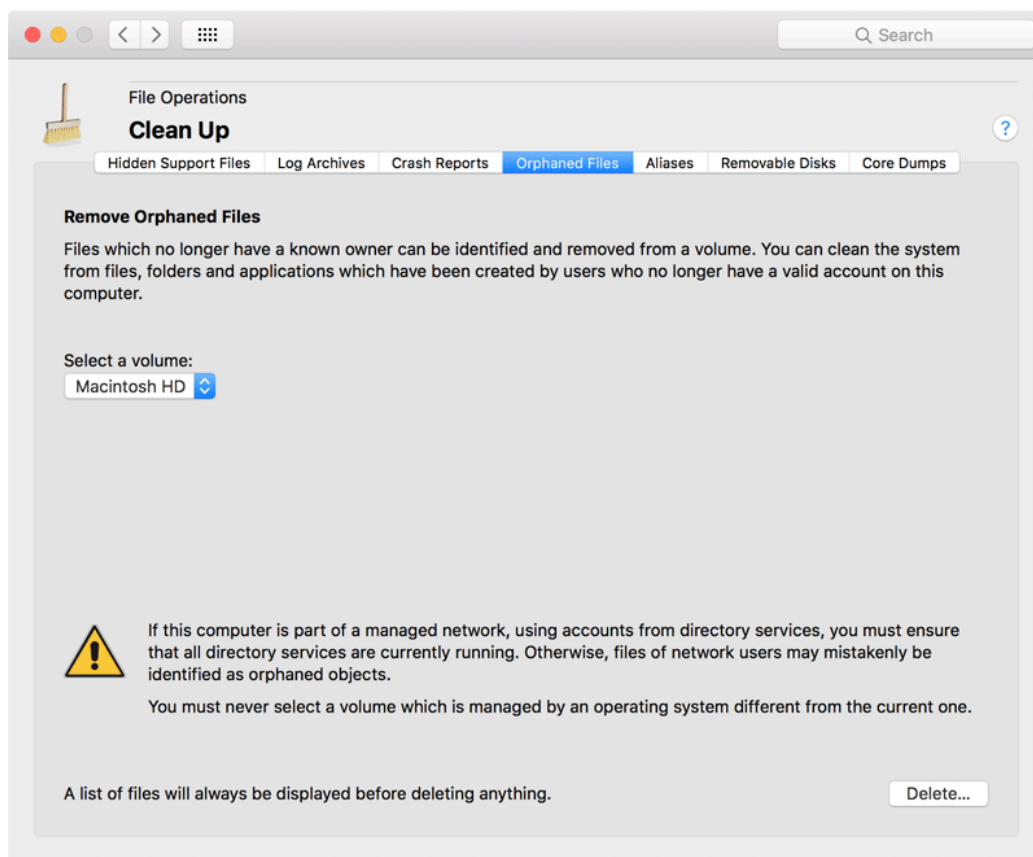 Search
File Operations
Clean Up
?
Hidden Support Files Log Archives Crash Reports Orphaned Files Aliases Removable Disks Core Dumps
Remove Orphaned Files
Files which no longer have a known owner can be identified and removed from a volume. You can clean the system
from files, folders and applications which have been created by users who no longer have a valid account on this
computer.
Select a volume:
Macintosh HD
If this computer is part of a managed network, using accounts from directory services, you must ensure
that all directory services are currently running. Otherwise, files of network users may mistakenly be
identified as orphaned objects.
You must never select a volume which is managed by an operating system different from the current one.
A list of files will always be displayed before deleting anything.
Delete...